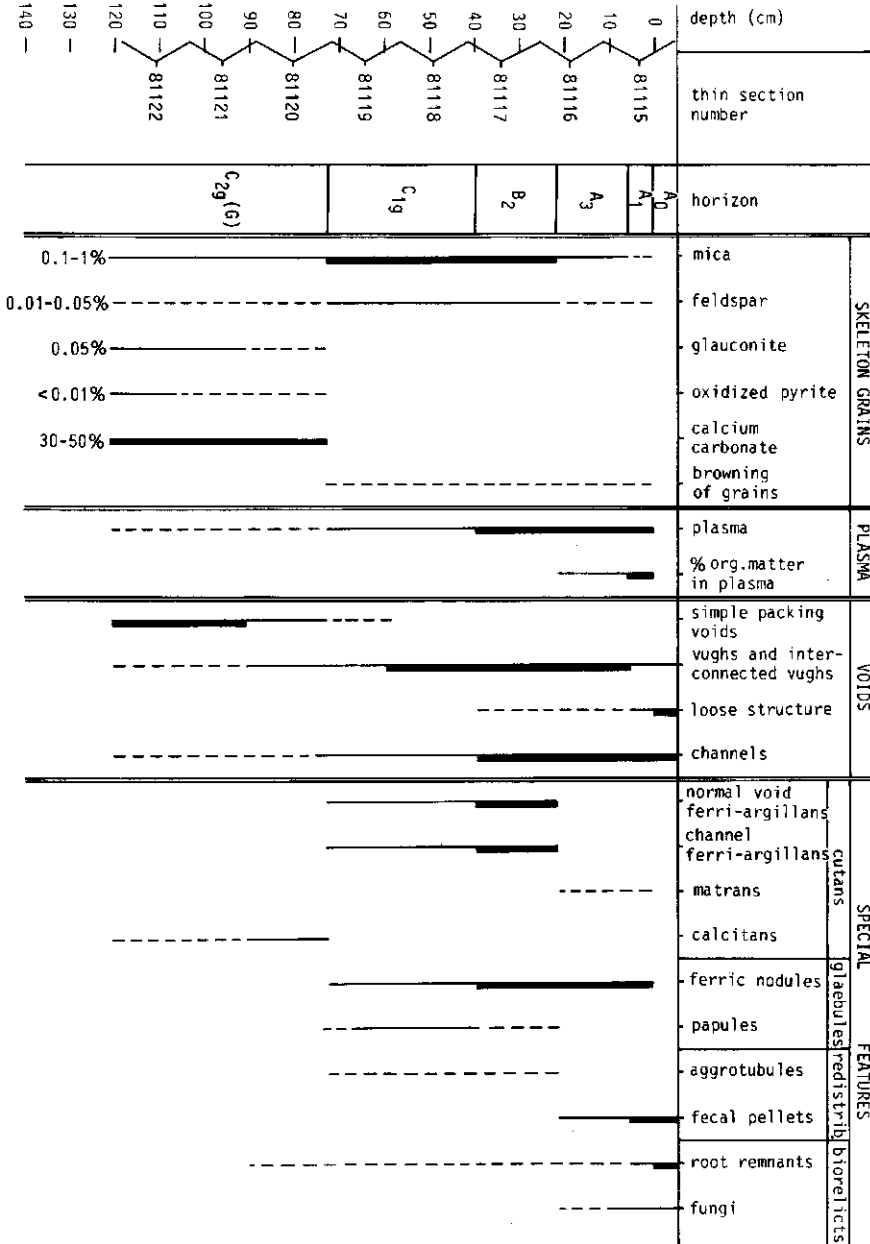 140
130
120
110
100
90
80
70
60
50
40
30
20
10
0
depth (cm)
81122
81121
81120
81119
81118
81117
81116
81115
thin section
number
C2g(G)
C1g
B2
A3
A1
A0
horizon
0.1-1%
mica
0.01-0.05%
feldspar
0.05%
glauconite
<0.01%
oxidized pyrite
30-50%
calcium
carbonate
browning
of grains
SKELETON GRAINS
plasma
% org.matter
in plasma
PLASMA
simple packing
voids
vughs and inter-
connected vughs
loose structure
channels
VOIDS
normal void
ferri-argillans
channel
ferri-argillans
matrans
calcitans
cutans
ferric nodules
papules
glaebules
aggrotubules
fecal pellets
redistrib.
root remnants
fungi
biorelicts
SPECIAL FEATURES